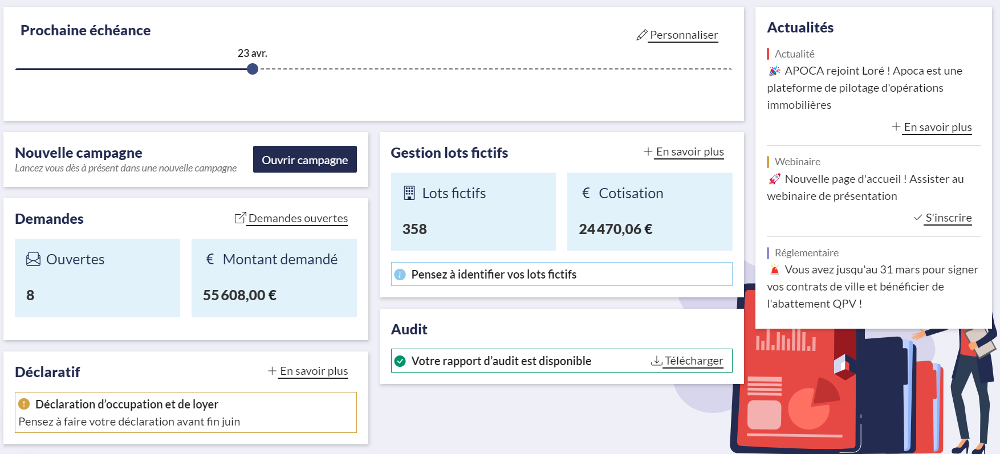 Prochaine échéance
Personnaliser
23 avr.
Nouvelle campagne
Lancez vous dès à présent dans une nouvelle campagne
Ouvrir campagne
Demandes
Demandes ouvertes
Ouvertes
8
€ Montant demandé
55 608,00 €
Déclaratif
+ En savoir plus
Déclaration d’occupation et de loyer
Pensez à faire votre déclaration avant fin juin
Gestion lots fictifs
+ En savoir plus
Lots fictifs
358
€ Cotisation
24 470,06 €
Pensez à identifier vos lots fictifs
Audit
Votre rapport d’audit est disponible
Télécharger
Actualités
Actualité
🎉 APOCA rejoint Loré ! Apoca est une
plateforme de pilotage d'opérations
immobilières
+ En savoir plus
Webinaire
🚀 Nouvelle page d'accueil ! Assister au
webinaire de présentation
S'inscrire
Réglementaire
🚨 Vous avez jusqu'au 31 mars pour signer
vos contrats de ville et bénéficier de
l'abattement QPV !